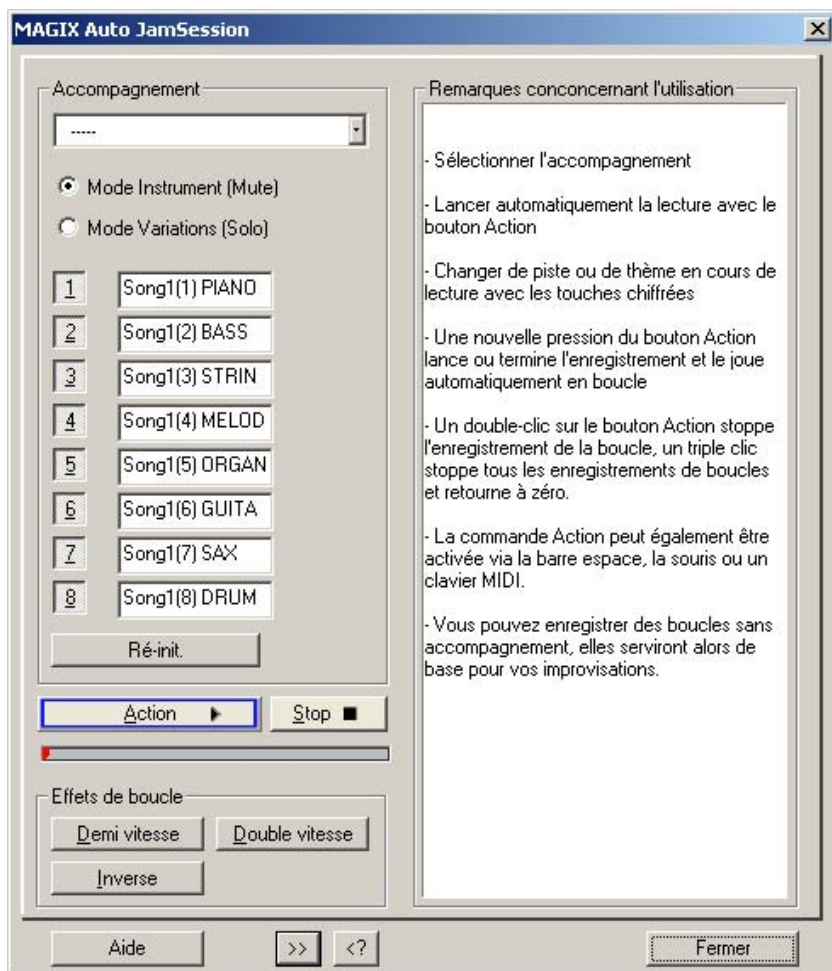 MAGIX Auto JamSession
Accompagnement
-----
Mode Instrument (Mute)
Mode Variations (Solo)
1 Song1(1) PIANO
2 Song1(2) BASS
3 Song1(3) STRIN
4 Song1(4) MELOD
5 Song1(5) ORGAN
6 Song1(6) GUITA
7 Song1(7) SAX
8 Song1(8) DRUM
Ré-init.
Action Stop
Effets de boucle
Demi vitesse Double vitesse
Inverse
Remarques conconcernant l'utilisation
- Sélectionner l'accompagnement
- Lancer automatiquement la lecture avec le
bouton Action
- Changer de piste ou de thème en cours de
lecture avec les touches chiffrées
- Une nouvelle pression du bouton Action
lance ou termine l'enregistrement et le joue
automatiquement en boucle
- Un double-clic sur le bouton Action stoppe
l'enregistrement de la boucle, un triple clic
stoppe tous les enregistrements de boucles
et retourne à zéro.
- La commande Action peut également être
activée via la barre espace, la souris ou un
clavier MIDI.
- Vous pouvez enregistrer des boucles sans
accompagnement, elles serviront alors de
base pour vos improvisations.
Aide >> <? Fermer